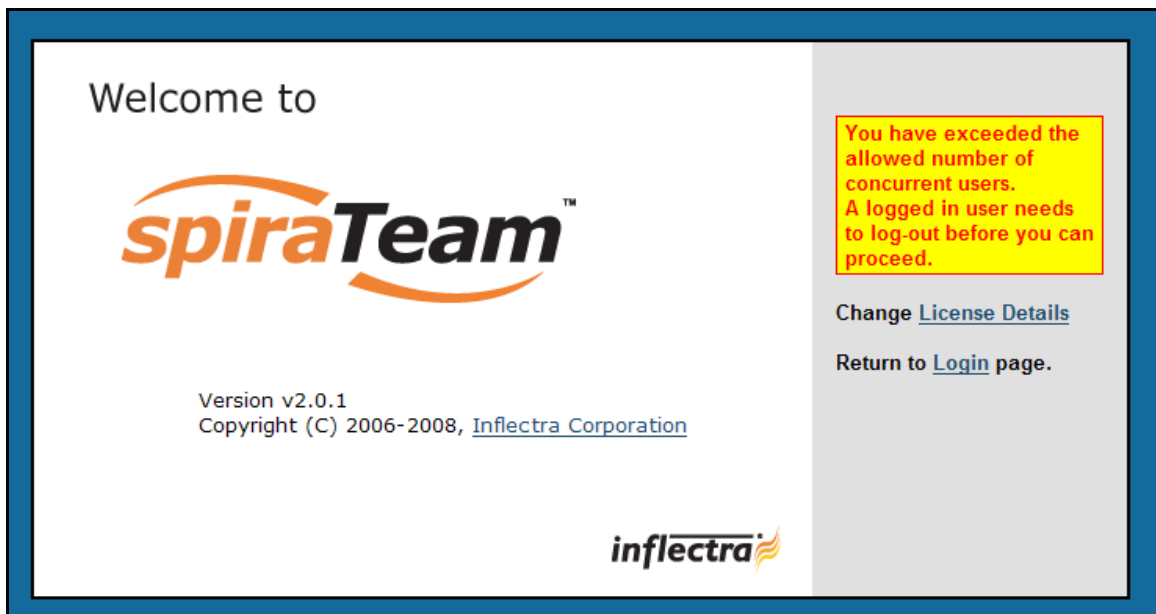 Welcome to
spiraTeam™
Version v2.0.1
Copyright (C) 2006-2008, Inflectra Corporation
inflectra
You have exceeded the
allowed number of
concurrent users.
A logged in user needs
to log-out before you can
proceed.
Change License Details
Return to Login page.